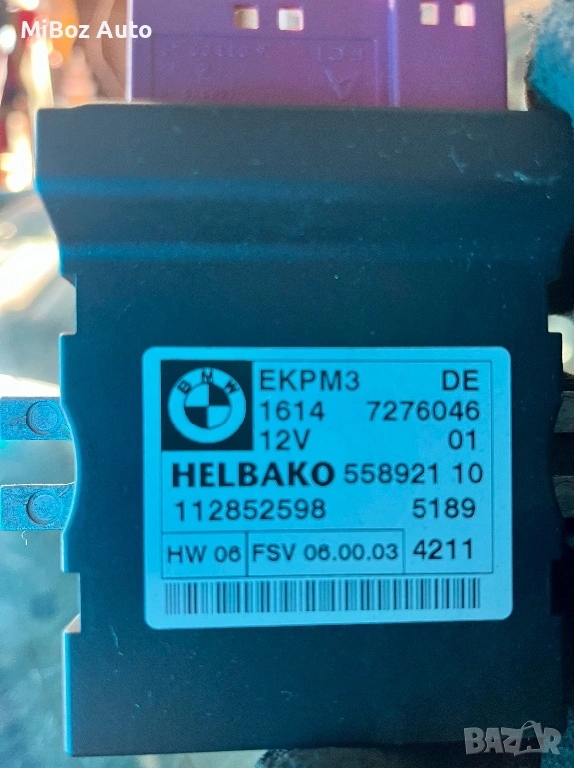 MiBoz Auto
BMW
EKPM3 DE
1614 7276046
12V 01
HELBAKO 558921 10
112852598 5189
HW 06 FSV 06.00.03 4211
BAZAR